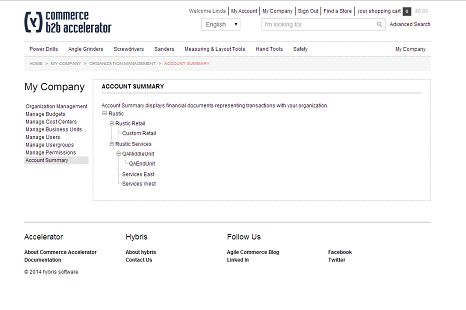 commerce
b2b accelerator
Welcome Linda My Account My Company Sign Out Find a Store your shopping cart 0 £0.00
English I'm looking for Advanced Search
Power Drills Angle Grinders Screwdrivers Sanders Measuring & Layout Tools Hand Tools Safety My Company
HOME > MY COMPANY > ORGANIZATION MANAGEMENT > ACCOUNT SUMMARY
My Company
Organization Management
Manage Budgets
Manage Cost Centers
Manage Business Units
Manage Users
Manage Usergroups
Manage Permissions
Account Summary
ACCOUNT SUMMARY
Account Summary displays financial documents representing transactions with your organization.
Rustic
Rustic Retail
Custom Retail
Rustic Services
QAMiddleUnit
QAEndUnit
Services East
Services West
Accelerator
About Commerce Accelerator
Documentation
Hybris
About hybris
Contact Us
Follow Us
Agile Commerce Blog
Linked In
Facebook
Twitter
© 2014 hybris software